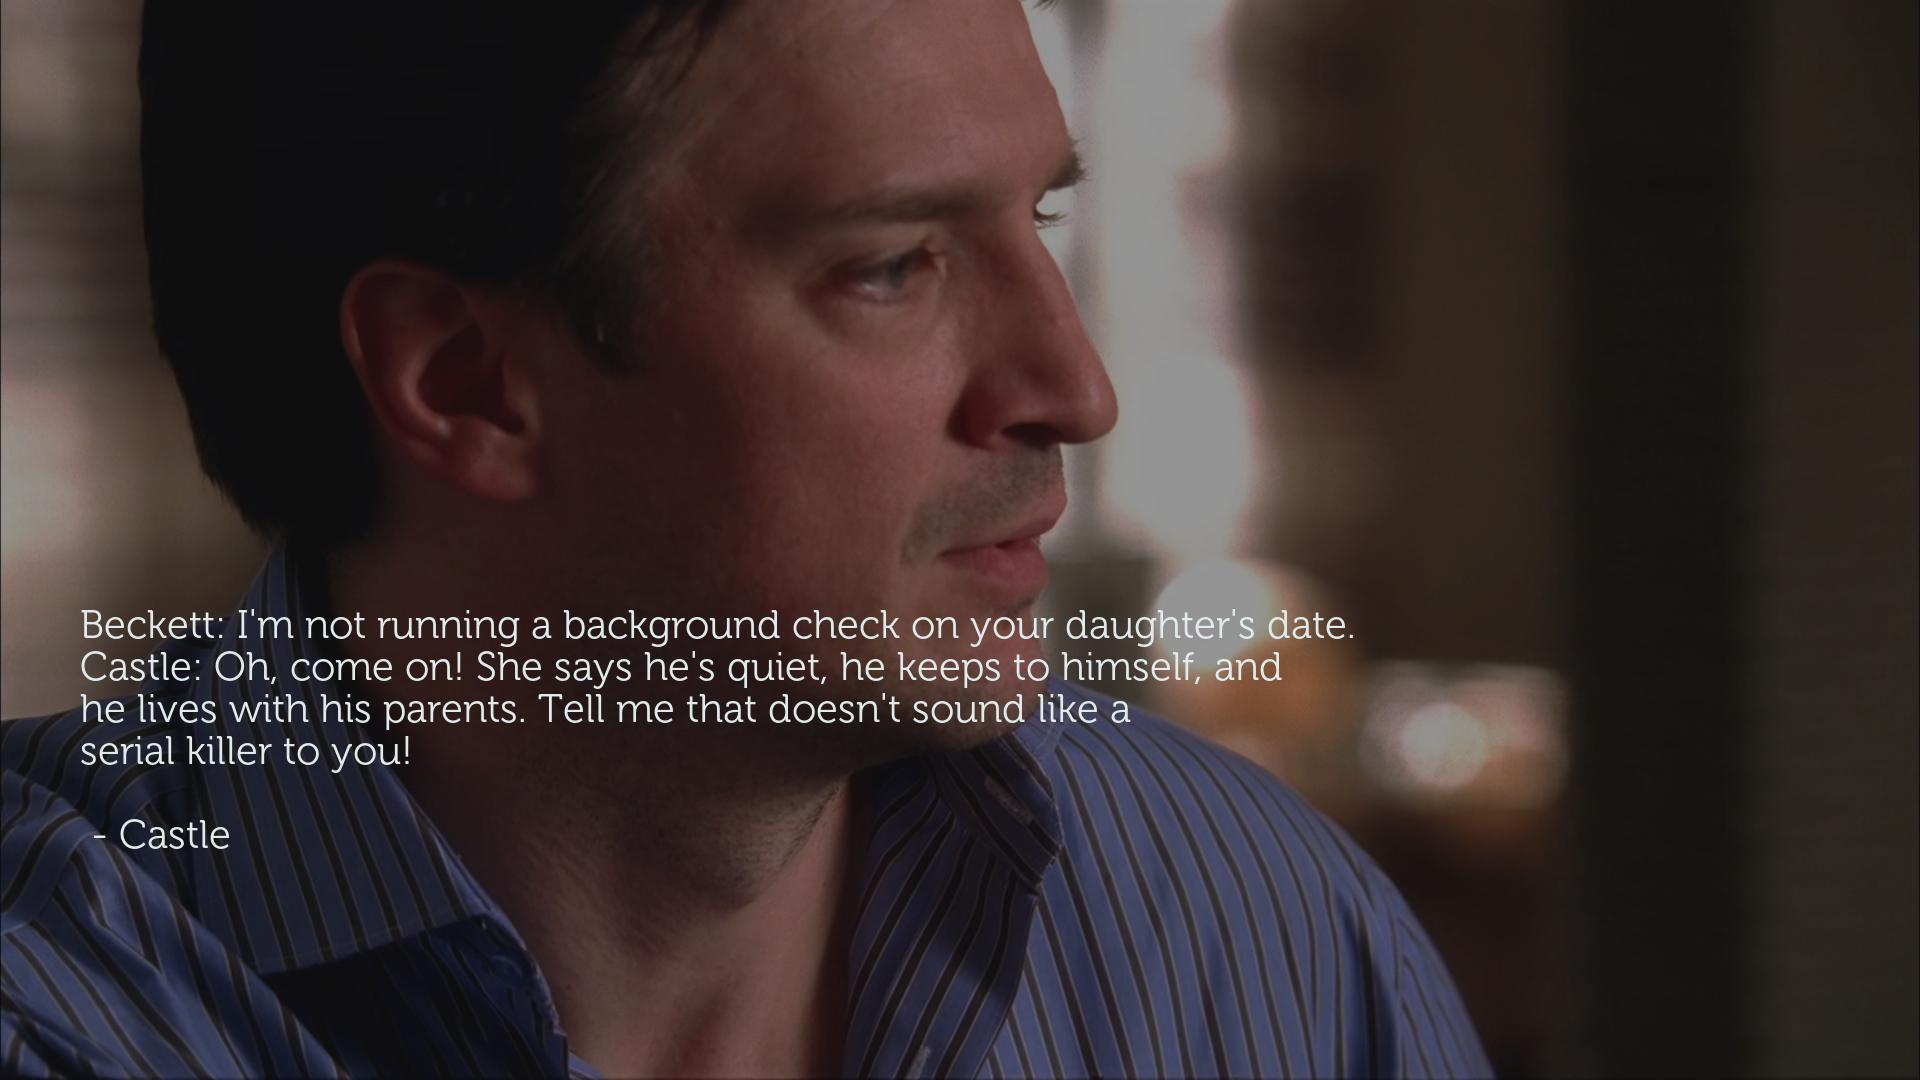 Beckett: I'm not running a background check on your daughter's date.
Castle: Oh, come on! She says he's quiet, he keeps to himself, and
he lives with his parents. Tell me that doesn't sound like a
serial killer to you!
- Castle